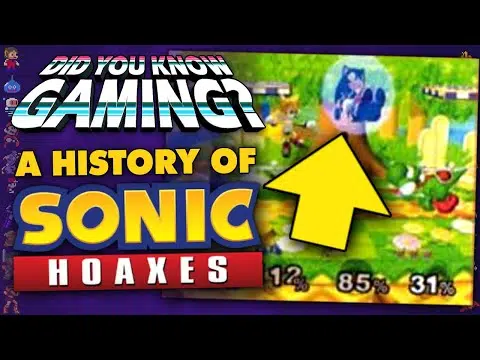 DID YOU KNOW
GAMING?
A HISTORY OF
SONIC
HOAXES
12% 85% 31%